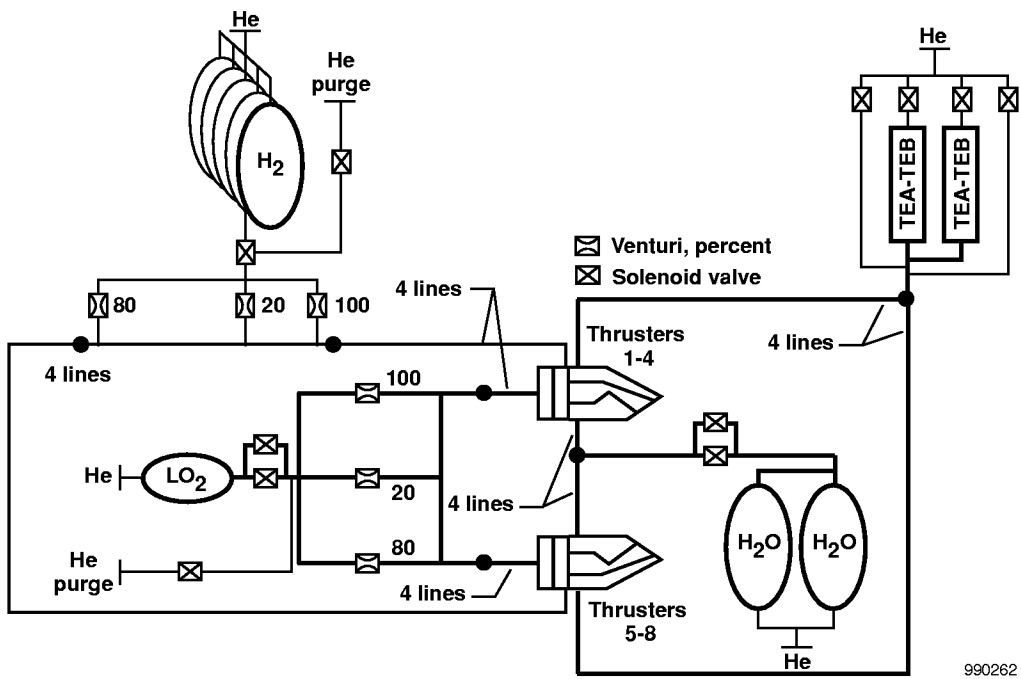 He
He
purge
H2
He
TEA-TEB
TEA-TEB
Venturi, percent
Solenoid valve
80
20
100
4 lines
4 lines
Thrusters
1-4
4 lines
100
He
LO2
20
4 lines
H2O
H2O
80
He
purge
4 lines
Thrusters
5-8
He
990262